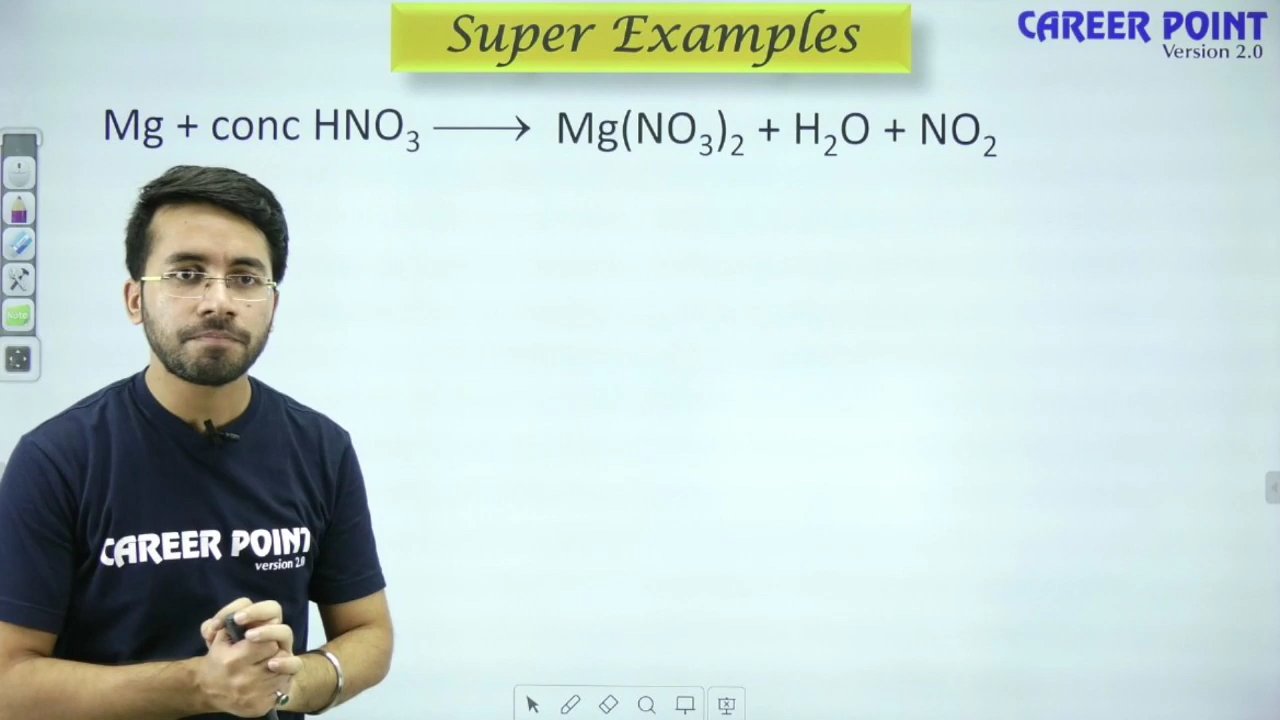 Super Examples
CAREER POINT
Version 2.0
Mg + conc HNO₃ ⟶ Mg(NO₃)₂ + H₂O + NO₂
Note
CAREER POINT
version 2.0